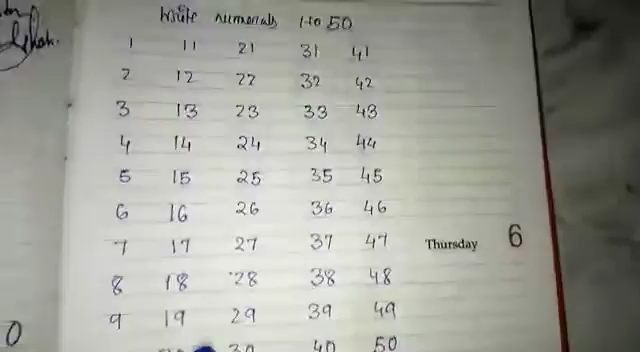 Write numerals 1 to 50
1 11 21 31 41
2 12 22 32 42
3 13 23 33 43
4 14 24 34 44
5 15 25 35 45
6 16 26 36 46
7 17 27 37 47
Thursday 6
8 18 28 38 48
9 19 29 39 49
30 40 50
0